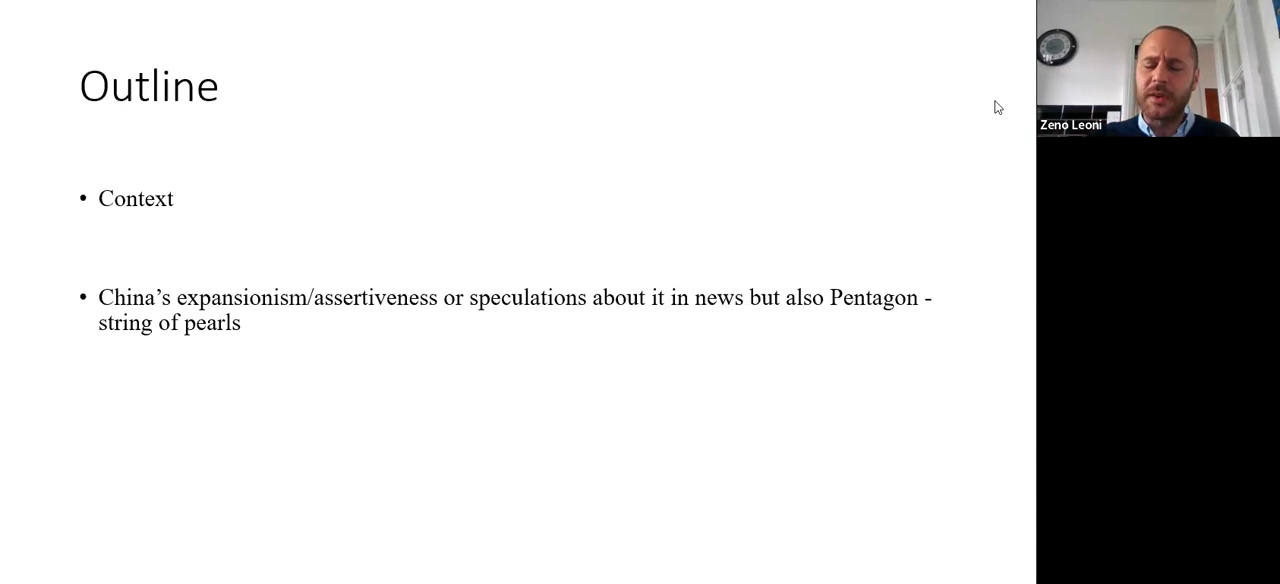 Outline
• Context
• China’s expansionism/assertiveness or speculations about it in news but also Pentagon -
string of pearls
Zeno Leoni